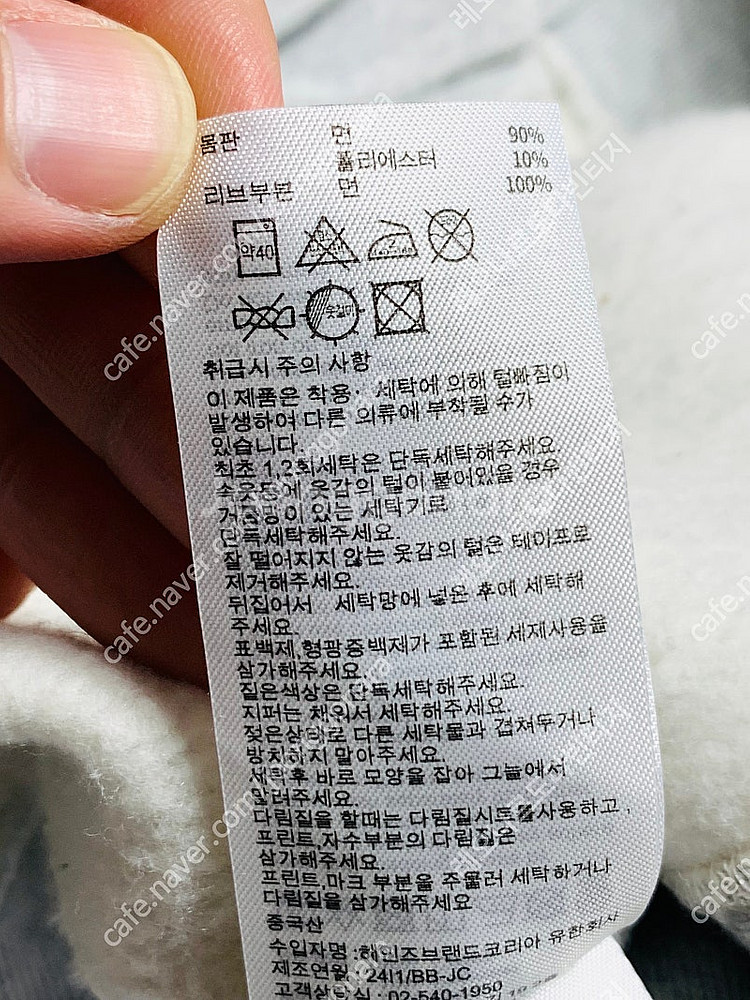 몸판 면 90%
폴리에스터 10%
리브부분 면 100%
약40
옷걸이
취급시 주의 사항
이 제품은 착용· 세탁에 의해 털빠짐이
발생하여 다른 의류에 부착될 수가
있습니다.
최초 1,2회세탁은 단독세탁해주세요.
속옷등에 옷감의 털이 붙어있을 경우
거름망이 있는 세탁기로
단독세탁해주세요.
잘 떨어지지 않는 옷감의 털은 테이프로
제거해주세요.
뒤집어서 세탁망에 넣은 후에 세탁해
주세요.
표백제,형광증백제가 포함된 세제사용을
삼가해주세요.
짙은색상은 단독세탁해주세요.
지퍼는 채워서 세탁해주세요.
젖은상태로 다른 세탁물과 겹쳐두거나
방치하지 말아주세요.
세탁후 바로 모양을 잡아 그늘에서
말려주세요.
다림질을 할때는 다림질시트를사용하고,
프린트,자수부분의 다림질은
삼가해주세요.
프린트,마크 부분을 주물러 세탁하거나
다림질을 삼가해주세요
중국산
수입자명 :헤인즈브랜드코리아 유한회사
제조연월 : 24I1/BB-JC
고객상담실 : 02-540-1950
cafe.naver.com
cafe.naver.com
cafe.naver.com